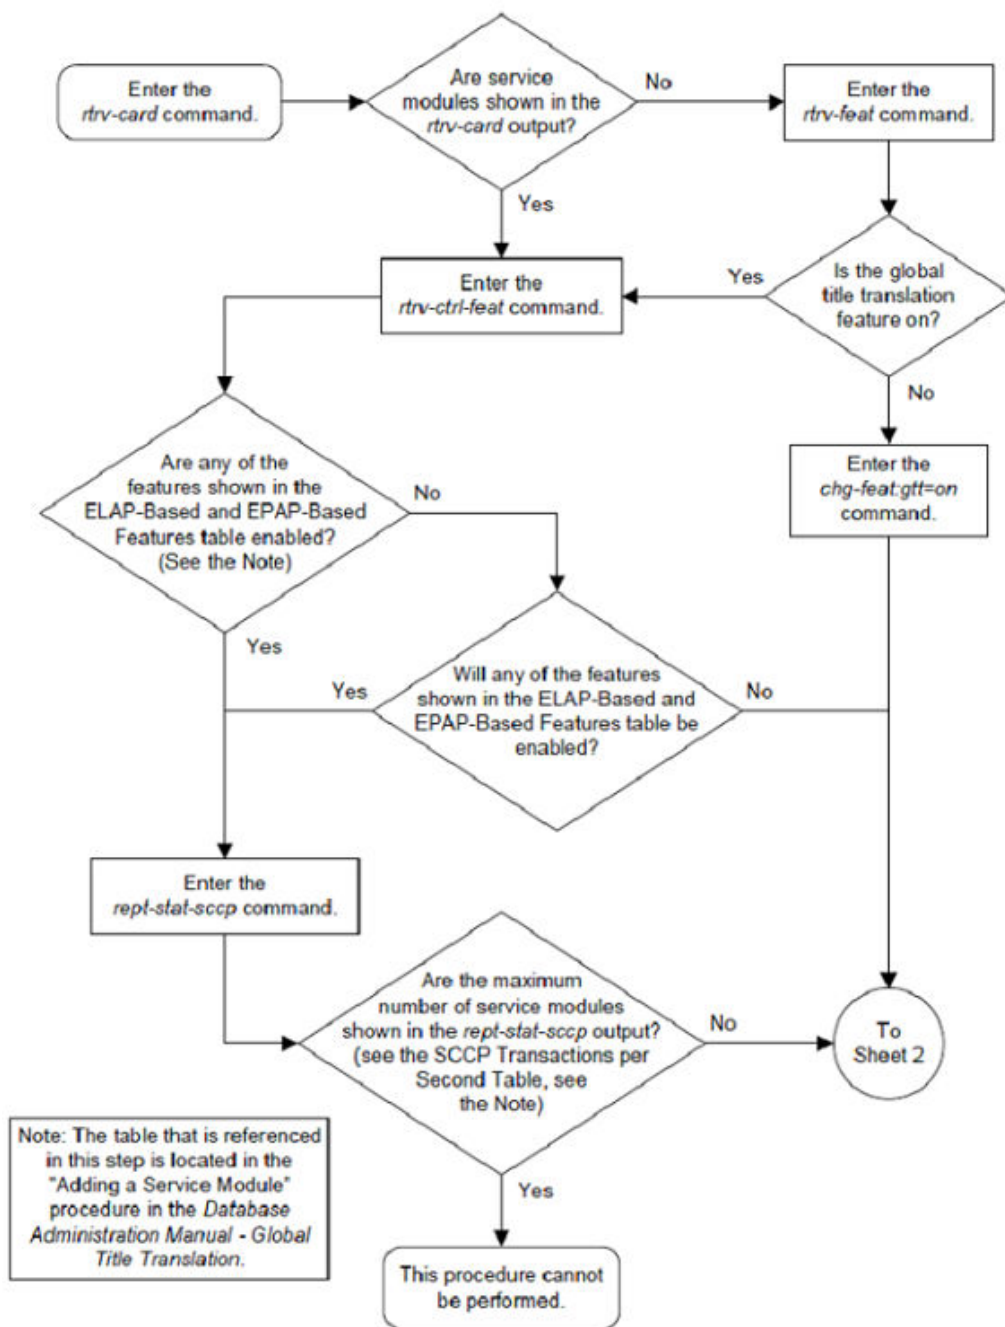 Enter the
rtrv-card command.
Are service
modules shown in the
rtrv-card output?
No
Enter the
rtrv-feat command.
Yes
Enter the
rtrv-ctrl-feat command.
Yes
Is the global
title translation
feature on?
No
Enter the
chg-feat:gtt=on
command.
Are any of the
features shown in the
ELAP-Based and EPAP-Based
Features table enabled?
(See the Note)
No
Yes
Will any of the features
shown in the ELAP-Based and
EPAP-Based Features table be
enabled?
Yes
No
Enter the
rept-stat-sccp command.
Are the maximum
number of service modules
shown in the rept-stat-sccp output?
(see the SCCP Transactions per
Second Table, see
the Note)
No
To
Sheet 2
Yes
This procedure cannot
be performed.
Note: The table that is referenced
in this step is located in the
"Adding a Service Module"
procedure in the Database
Administration Manual - Global
Title Translation.